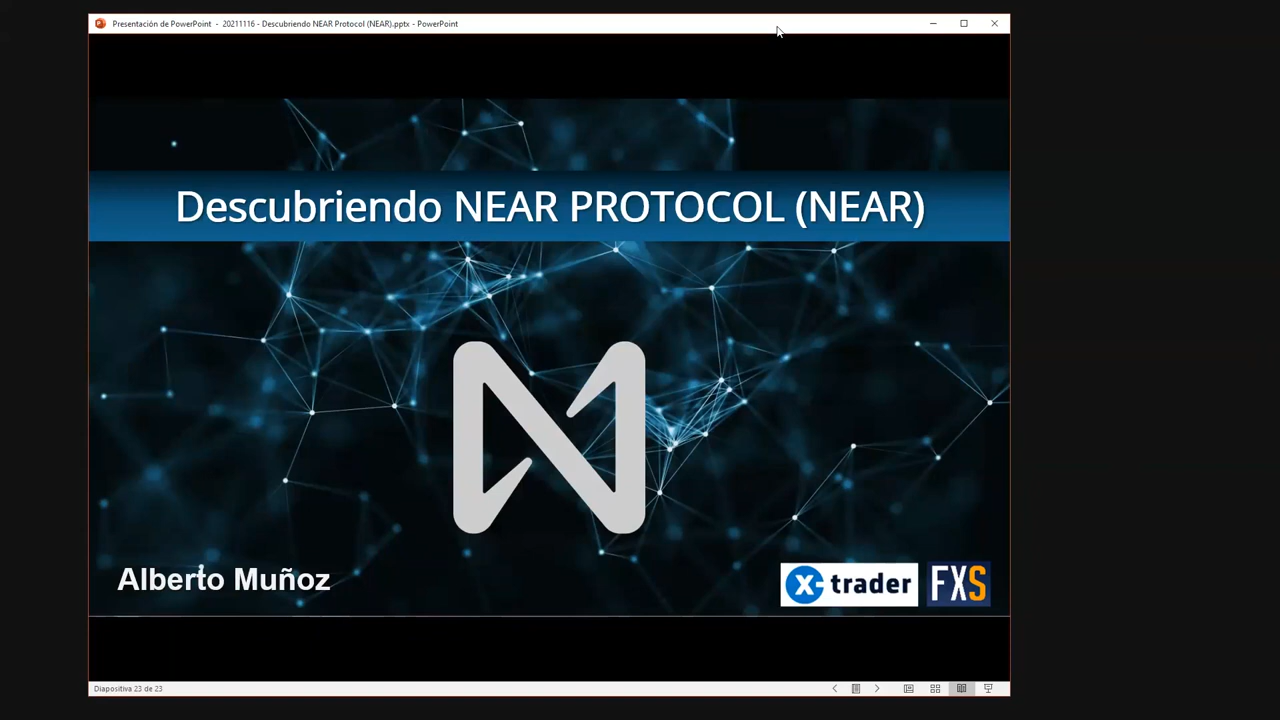 Presentación de PowerPoint - 20211116 - Descubriendo NEAR Protocol (NEAR).pptx - PowerPoint
Descubriendo NEAR PROTOCOL (NEAR)
Alberto Muñoz
x-trader
FXS
Diapositiva 23 de 23